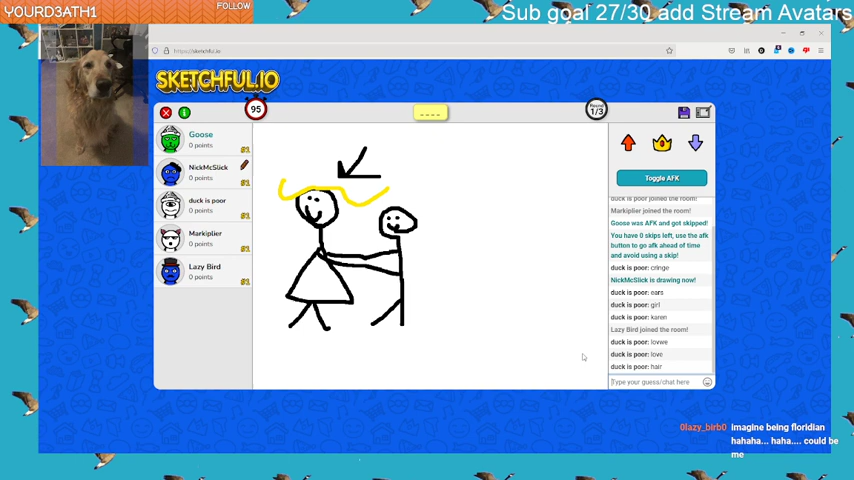 YOURD3ATH1
FOLLOW
Sub goal 27/30 add Stream Avatars
https://sketchful.io
SKETCHFUL.IO
95
_ _ _ _
Round
1/3
Goose
0 points
#1
NickMcSlick
0 points
#1
duck is poor
0 points
#1
Markiplier
0 points
#1
Lazy Bird
0 points
#1
Toggle AFK
duck is poor joined the room!
Markiplier joined the room!
Goose was AFK and got skipped!
You have 0 skips left, use the afk
button to go afk ahead of time
and avoid using a skip!
duck is poor: cringe
NickMcSlick is drawing now!
duck is poor: ears
duck is poor: girl
duck is poor: karen
Lazy Bird joined the room!
duck is poor: lovwe
duck is poor: love
duck is poor: hair
Type your guess/chat here
0lazy_birb0 imagine being floridian
hahaha... haha.... could be
me